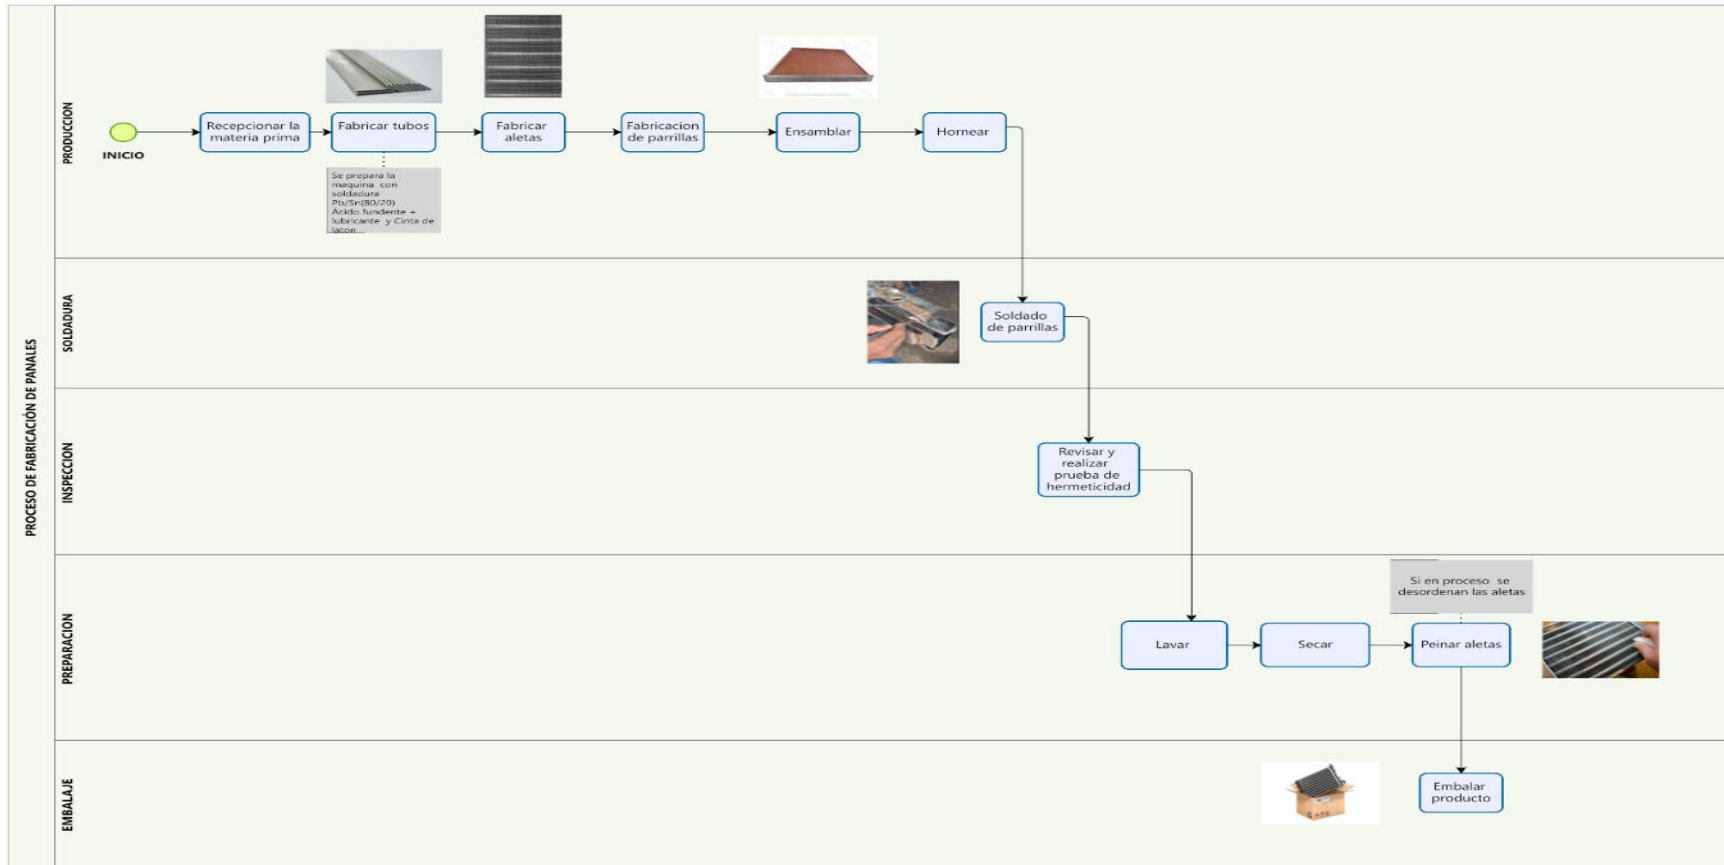 PROCESO DE FABRICACIÓN DE PANALES
PRODUCCION
INICIO
Recepcionar la
materia prima
Fabricar tubos
Se prepara la
maquina con
soldadura
Pb/Sn(80/20)
Ácido fundente +
lubricante y Cinta de
laton...
Fabricar
aletas
Fabricacion
de parrillas
Ensamblar
Hornear
SOLDADURA
Soldado
de parrillas
INSPECCION
Revisar y
realizar
prueba de
hermeticidad
PREPARACION
Lavar
Secar
Si en proceso se
desordenan las aletas
Peinar aletas
EMBALAJE
Embalar
producto